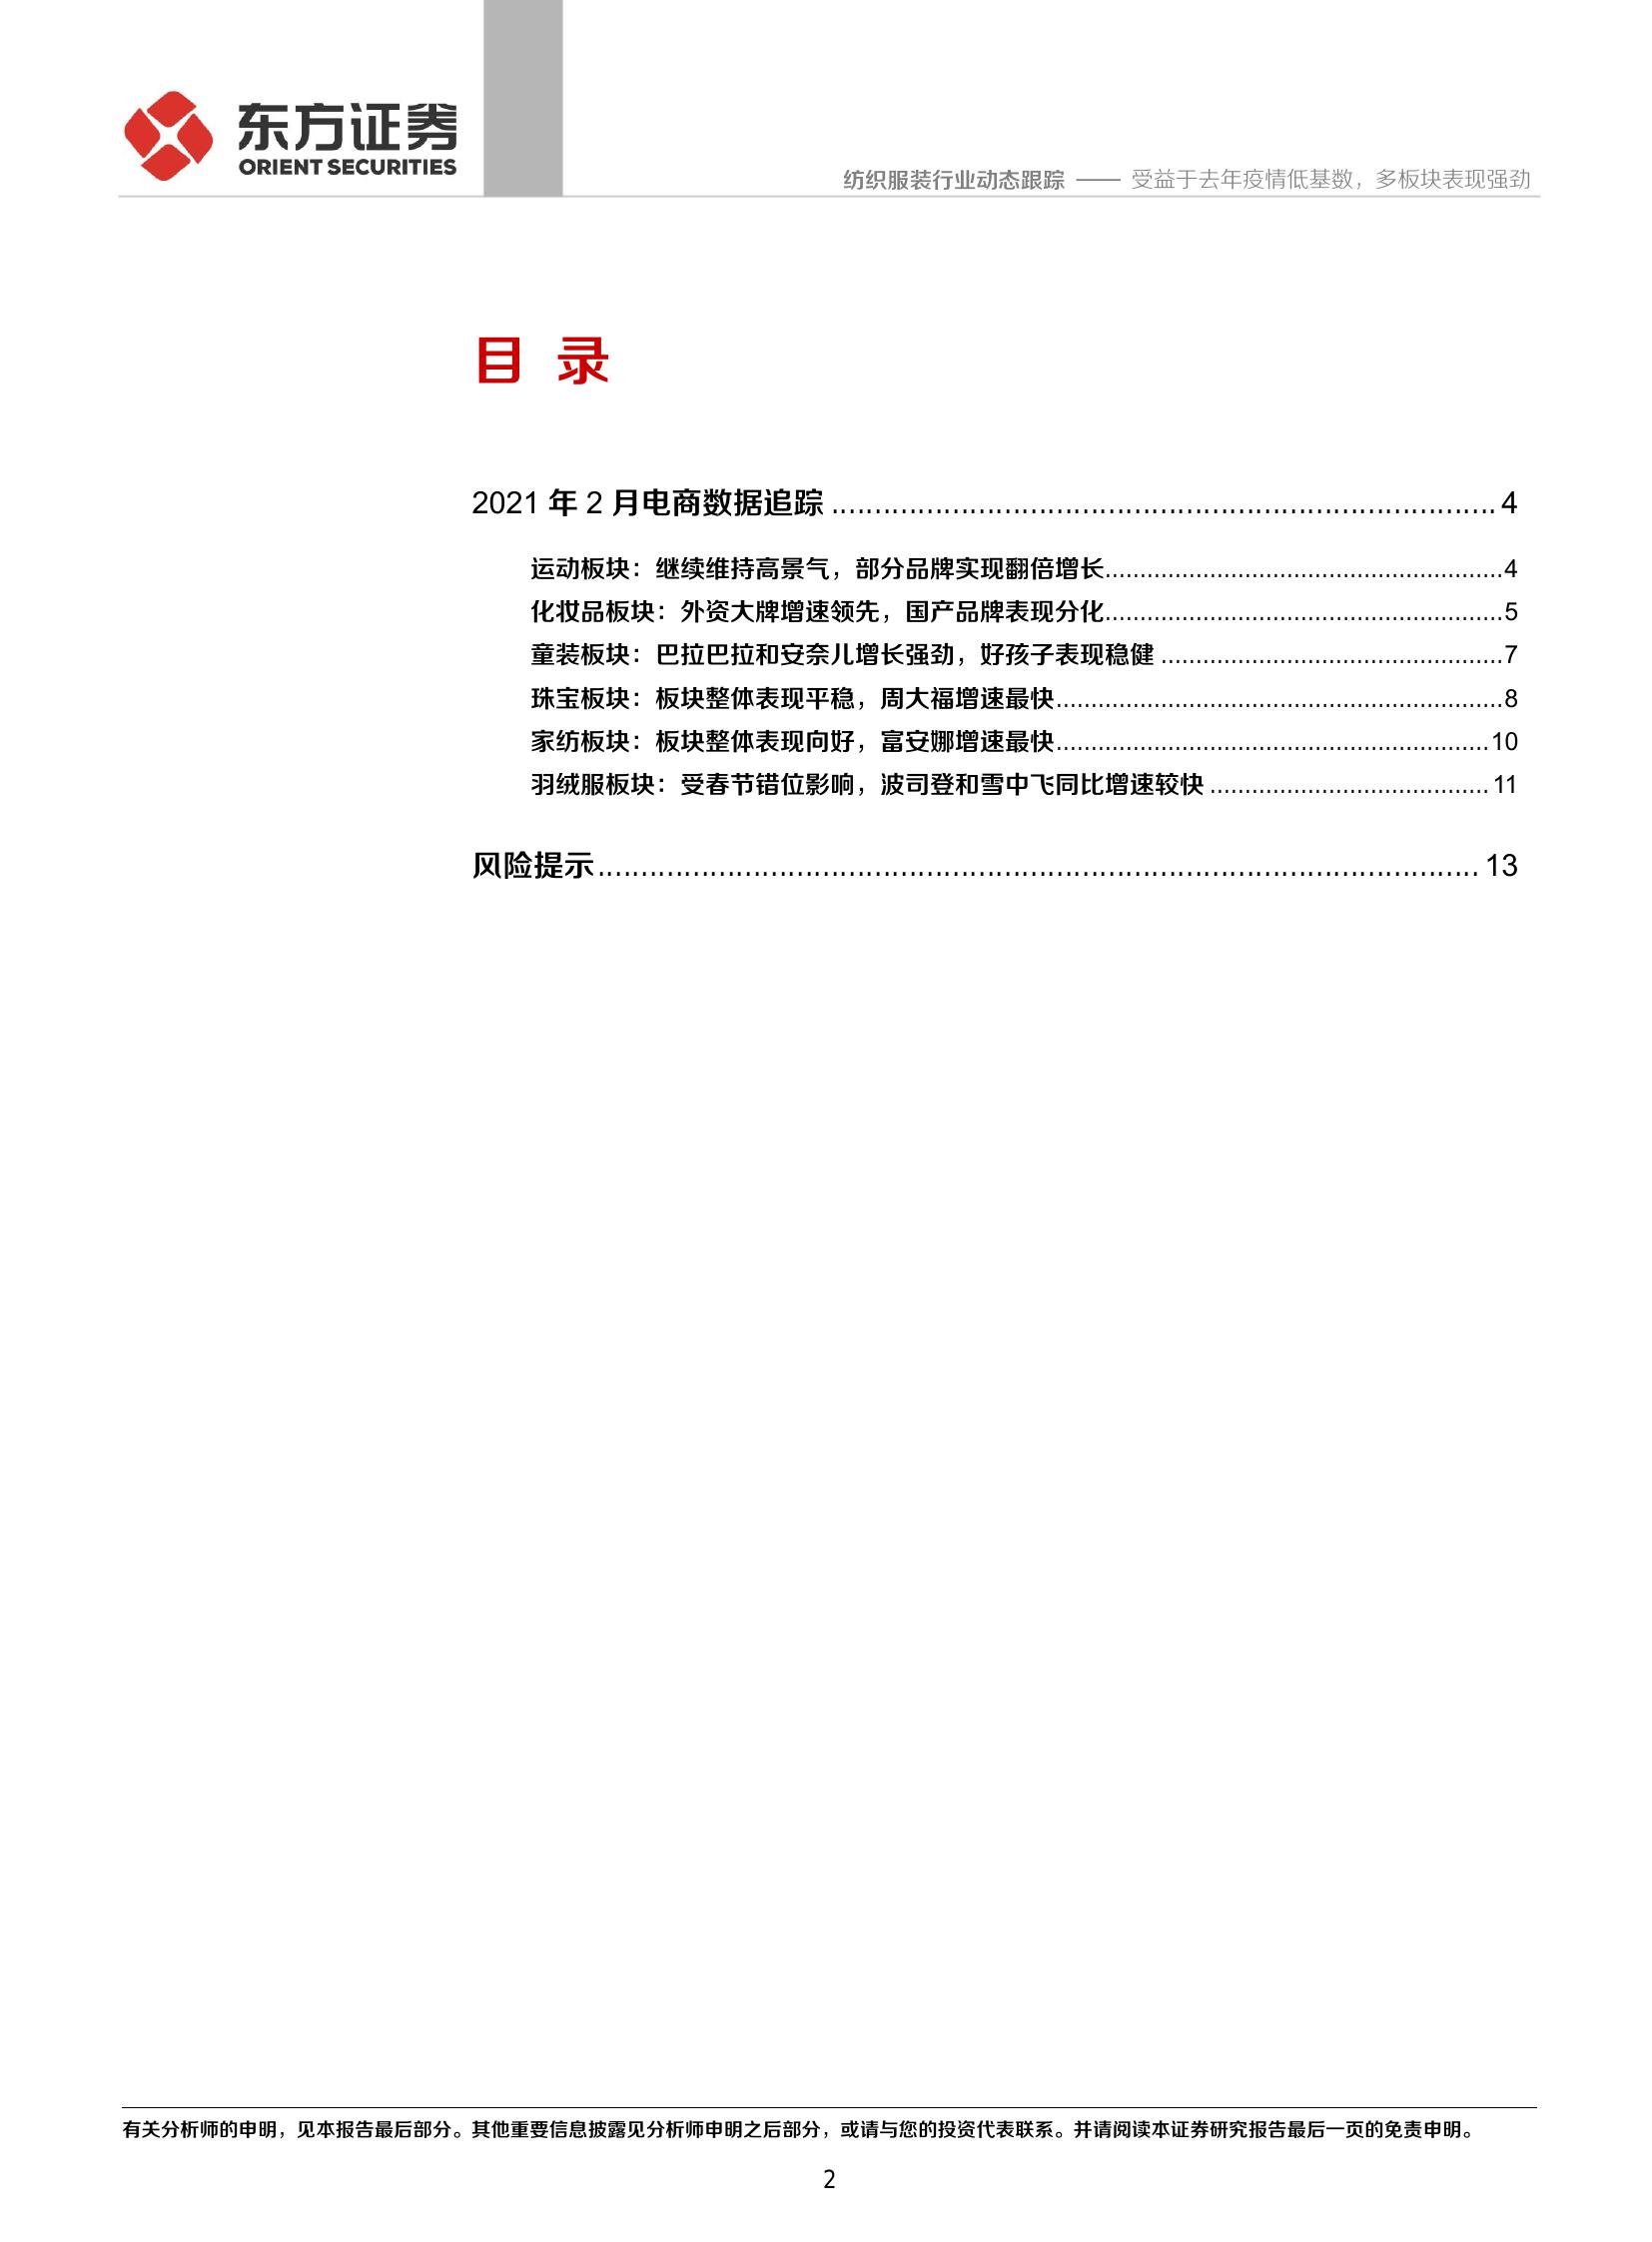 东方证券
ORIENT SECURITIES
纺织服装行业动态跟踪 —— 受益于去年疫情低基数，多板块表现强劲
目 录
2021 年 2 月电商数据追踪 ........................................ 4
运动板块：继续维持高景气，部分品牌实现翻倍增长........................................4
化妆品板块：外资大牌增速领先，国产品牌表现分化........................................5
童装板块：巴拉巴拉和安奈儿增长强劲，好孩子表现稳健 ........................................7
珠宝板块：板块整体表现平稳，周大福增速最快........................................8
家纺板块：板块整体表现向好，富安娜增速最快........................................10
羽绒服板块：受春节错位影响，波司登和雪中飞同比增速较快 ........................................ 11
风险提示........................................ 13
有关分析师的申明，见本报告最后部分。其他重要信息披露见分析师申明之后部分，或请与您的投资代表联系。并请阅读本证券研究报告最后一页的免责申明。
2